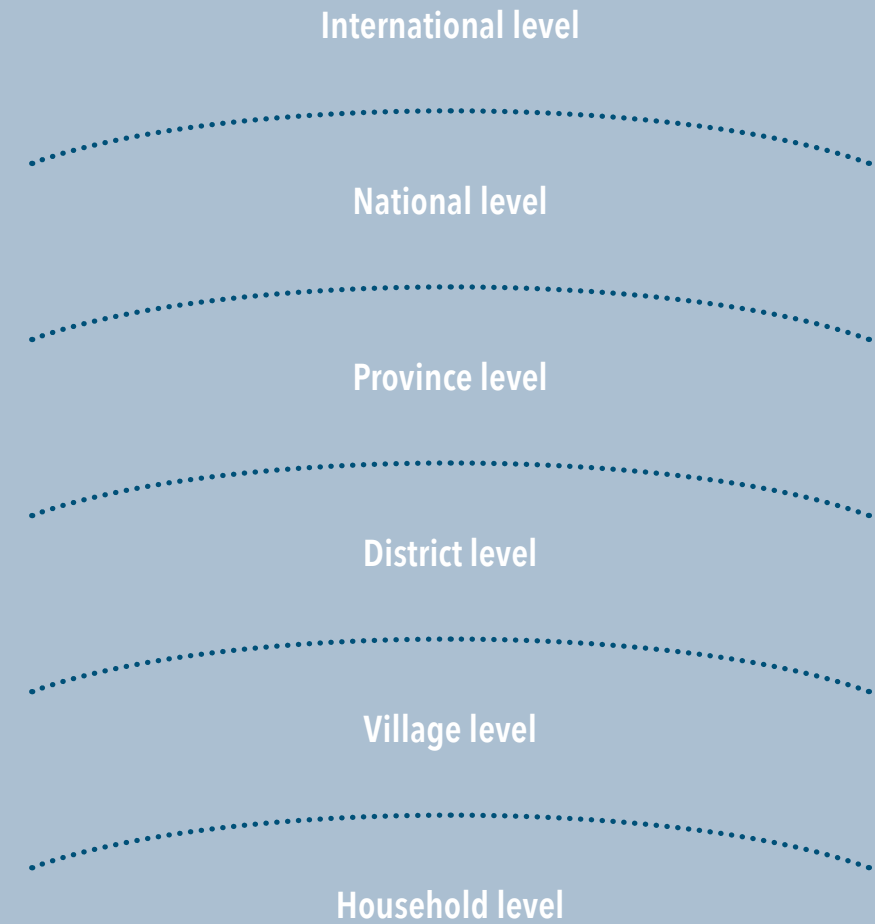 International level
National level
Province level
District level
Village level
Household level